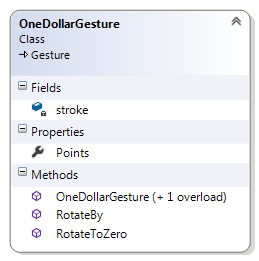 OneDollarGesture
Class
Gesture
Fields
stroke
Properties
Points
Methods
OneDollarGesture (+ 1 overload)
RotateBy
RotateToZero